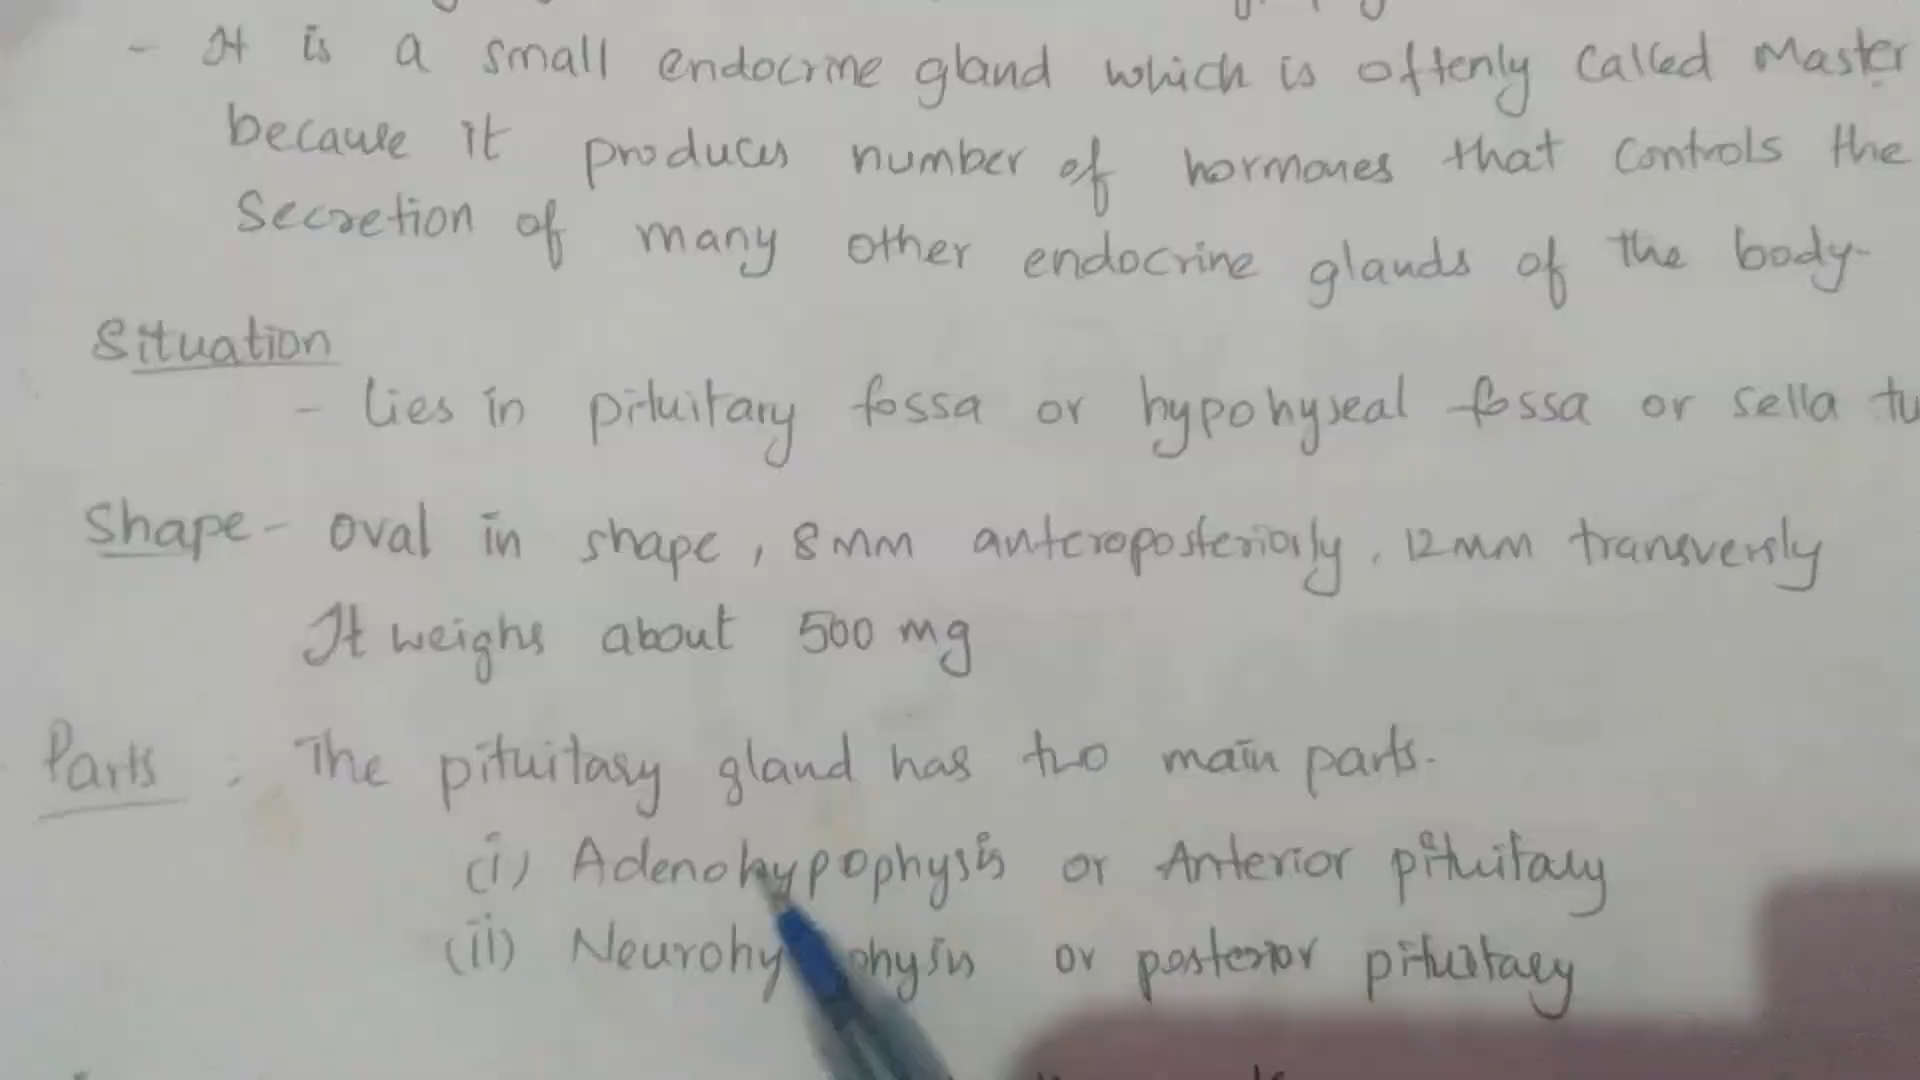 - It is a small endocrine gland which is oftenly called Master
because it produces number of hormones that controls the
Secretion of many other endocrine glands of the body-
Situation
- lies in pituitary fossa or hypohyseal fossa or sella tu
Shape - oval in shape, 8mm anteroposteriorly, 12mm transversly
It weighs about 500 mg
Parts : The pituitary gland has two main parts.
(i) Adenohypophysis or Anterior pituitary
(ii) or posterior pituitary